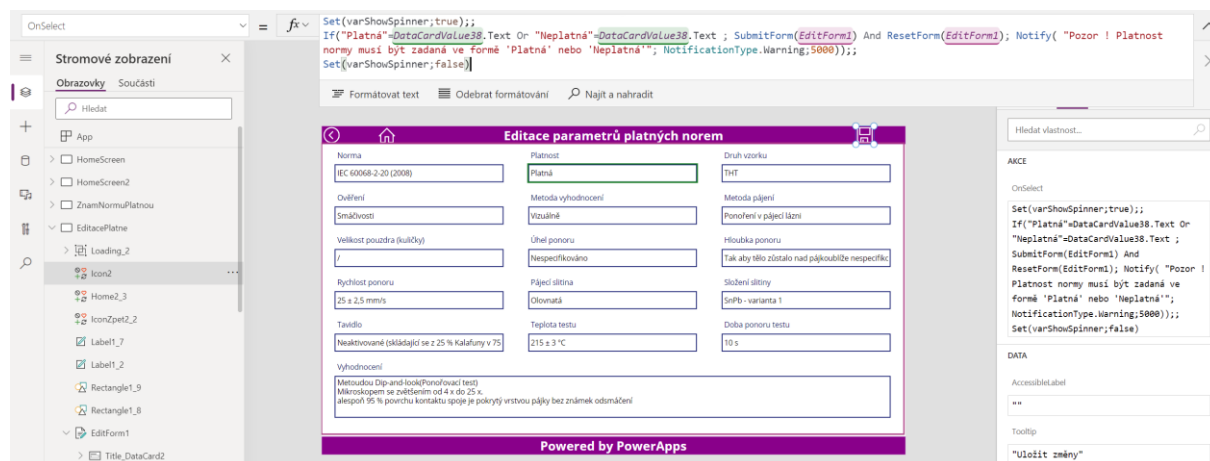 OnSelect
=
fx
Set(varShowSpinner;true);;
If("Platná"=DataCardValue38.Text Or "Neplatná"=DataCardValue38.Text ; SubmitForm(EditForm1) And ResetForm(EditForm1); Notify( "Pozor ! Platnost
normy musí být zadaná ve formě 'Platná' nebo 'Neplatná'"; NotificationType.Warning;5000));;
Set(varShowSpinner;false)
Formátovat text
Odebrat formátování
Najít a nahradit
Stromové zobrazení
Obrazovky
Součásti
Hledat
App
HomeScreen
HomeScreen2
ZnamNormuPlatnou
EditacePlatne
Loading_2
Icon2
...
Home2_3
IconZpet2_2
Label1_7
Label1_2
Rectangle1_9
Rectangle1_8
EditForm1
Title_DataCard2
Editace parametrů platných norem
Norma
Platnost
Druh vzorku
IEC 60068-2-20 (2008)
Platná
THT
Ověření
Metoda vyhodnocení
Metoda pájení
Smáčivosti
Vizuálně
Ponoření v pájecí lázni
Velikost pouzdra (kuličky)
Úhel ponoru
Hloubka ponoru
/
Nespecifikováno
Tak aby tělo zůstalo nad pájkoublíže nespecifikc
Rychlost ponoru
Pájecí slitina
Složení slitiny
25 ± 2,5 mm/s
Olovnatá
SnPb - varianta 1
Tavidlo
Teplota testu
Doba ponoru testu
Neaktivované (skládající se z 25 % Kalafuny v 75
215 ± 3 °C
10 s
Vyhodnocení
Metoudou Dip-and-look(Ponořovací test)
Mikroskopem se zvětšením od 4 x do 25 x.
alespoň 95 % povrchu kontaktu spoje je pokrytý vrstvou pájky bez známek odsmáčení
Powered by PowerApps
Hledat vlastnost...
AKCE
OnSelect
Set(varShowSpinner;true);;
If("Platná"=DataCardValue38.Text Or
"Neplatná"=DataCardValue38.Text ;
SubmitForm(EditForm1) And
ResetForm(EditForm1); Notify( "Pozor !
Platnost normy musí být zadaná ve
formě 'Platná' nebo 'Neplatná'";
NotificationType.Warning;5000));;
Set(varShowSpinner;false)
DATA
AccessibleLabel
""
Tooltip
"Uložit změny"